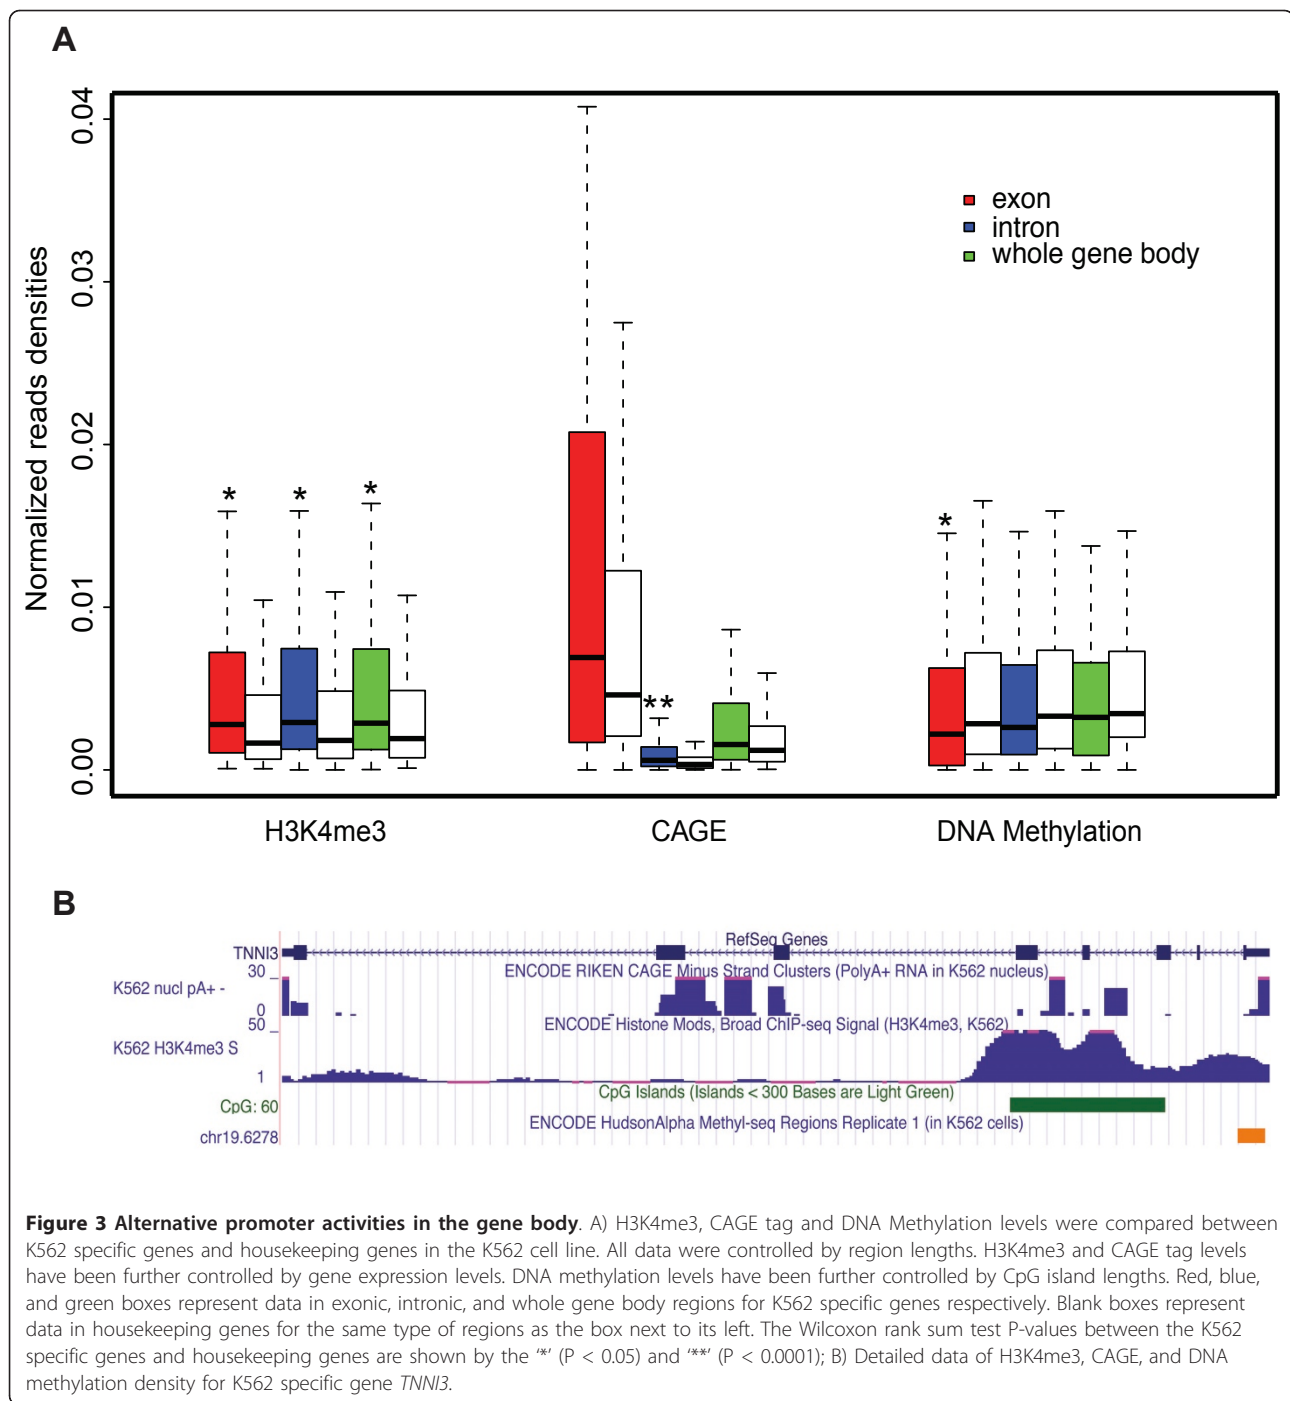 A
Normalized reads densities
0.04
0.03
0.02
0.01
0.00
exon
intron
whole gene body
* * *
**
*
H3K4me3 CAGE DNA Methylation
B
RefSeq Genes
TNNI3
ENCODE RIKEN CAGE Minus Strand Clusters (PolyA+ RNA in K562 nucleus)
30
K562 nucl pA+ -
0
ENCODE Histone Mods, Broad ChIP-seq Signal (H3K4me3, K562)
50
K562 H3K4me3 S
1
CpG Islands (Islands < 300 Bases are Light Green)
CpG: 60
ENCODE HudsonAlpha Methyl-seq Regions Replicate 1 (in K562 cells)
chr19.6278
Figure 3 Alternative promoter activities in the gene body. A) H3K4me3, CAGE tag and DNA Methylation levels were compared between
K562 specific genes and housekeeping genes in the K562 cell line. All data were controlled by region lengths. H3K4me3 and CAGE tag levels
have been further controlled by gene expression levels. DNA methylation levels have been further controlled by CpG island lengths. Red, blue,
and green boxes represent data in exonic, intronic, and whole gene body regions for K562 specific genes respectively. Blank boxes represent
data in housekeeping genes for the same type of regions as the box next to its left. The Wilcoxon rank sum test P-values between the K562
specific genes and housekeeping genes are shown by the '*' (P < 0.05) and '**' (P < 0.0001); B) Detailed data of H3K4me3, CAGE, and DNA
methylation density for K562 specific gene TNNI3.